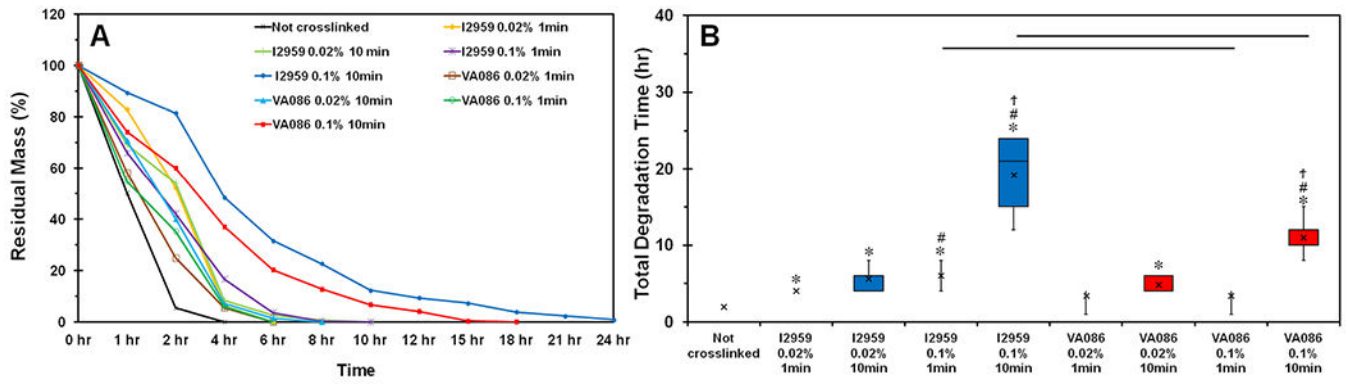 A
Residual Mass (%)
120
100
80
60
40
20
0
Not crosslinked
I2959 0.02% 1min
I2959 0.02% 10 min
I2959 0.1% 1min
I2959 0.1% 10min
VA086 0.02% 1min
VA086 0.02% 10min
VA086 0.1% 1min
VA086 0.1% 10min
0 hr 1 hr 2 hr 4 hr 6 hr 8 hr 10 hr 12 hr 15 hr 18 hr 21 hr 24 hr
Time
B
Total Degradation Time (hr)
40
30
20
10
0
*
*
#
*
†
#
*
*
†
#
*
Not
crosslinked
I2959
0.02%
1min
I2959
0.02%
10min
I2959
0.1%
1min
I2959
0.1%
10min
VA086
0.02%
1min
VA086
0.02%
10min
VA086
0.1%
1min
VA086
0.1%
10min